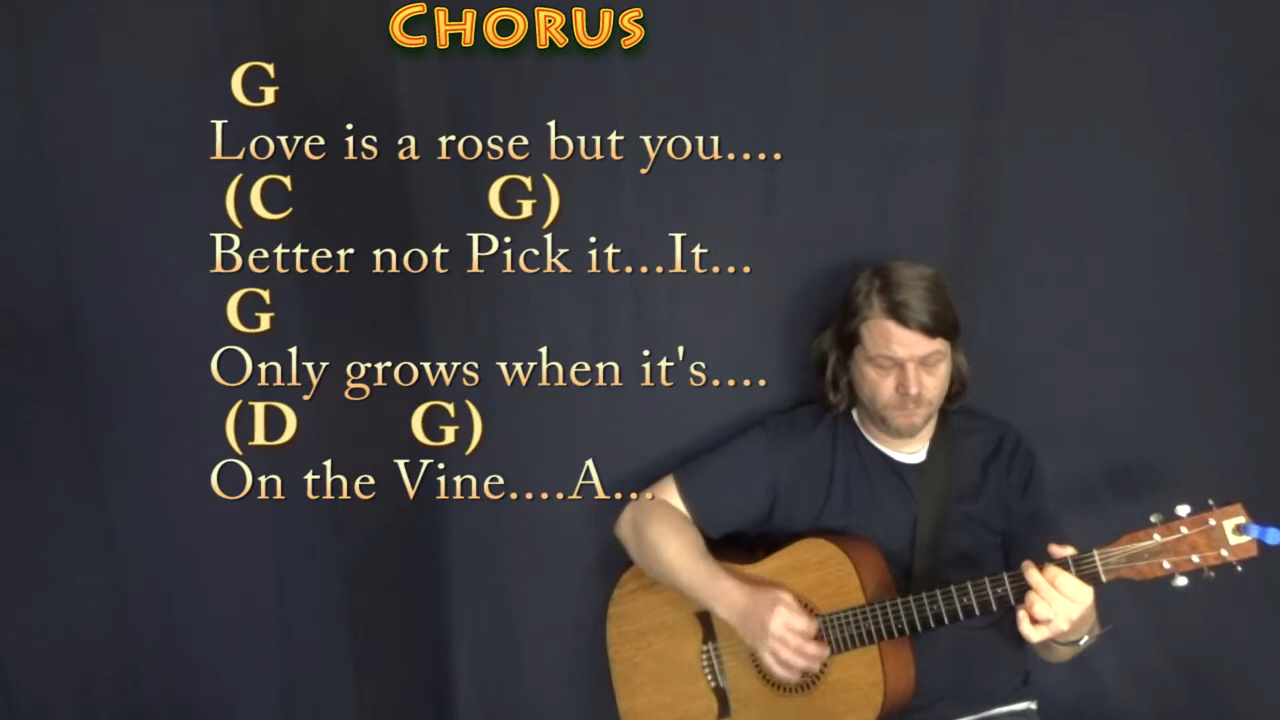 CHORUS
G
Love is a rose but you....
(C G)
Better not Pick it...It...
G
Only grows when it's....
(D G)
On the Vine....A...